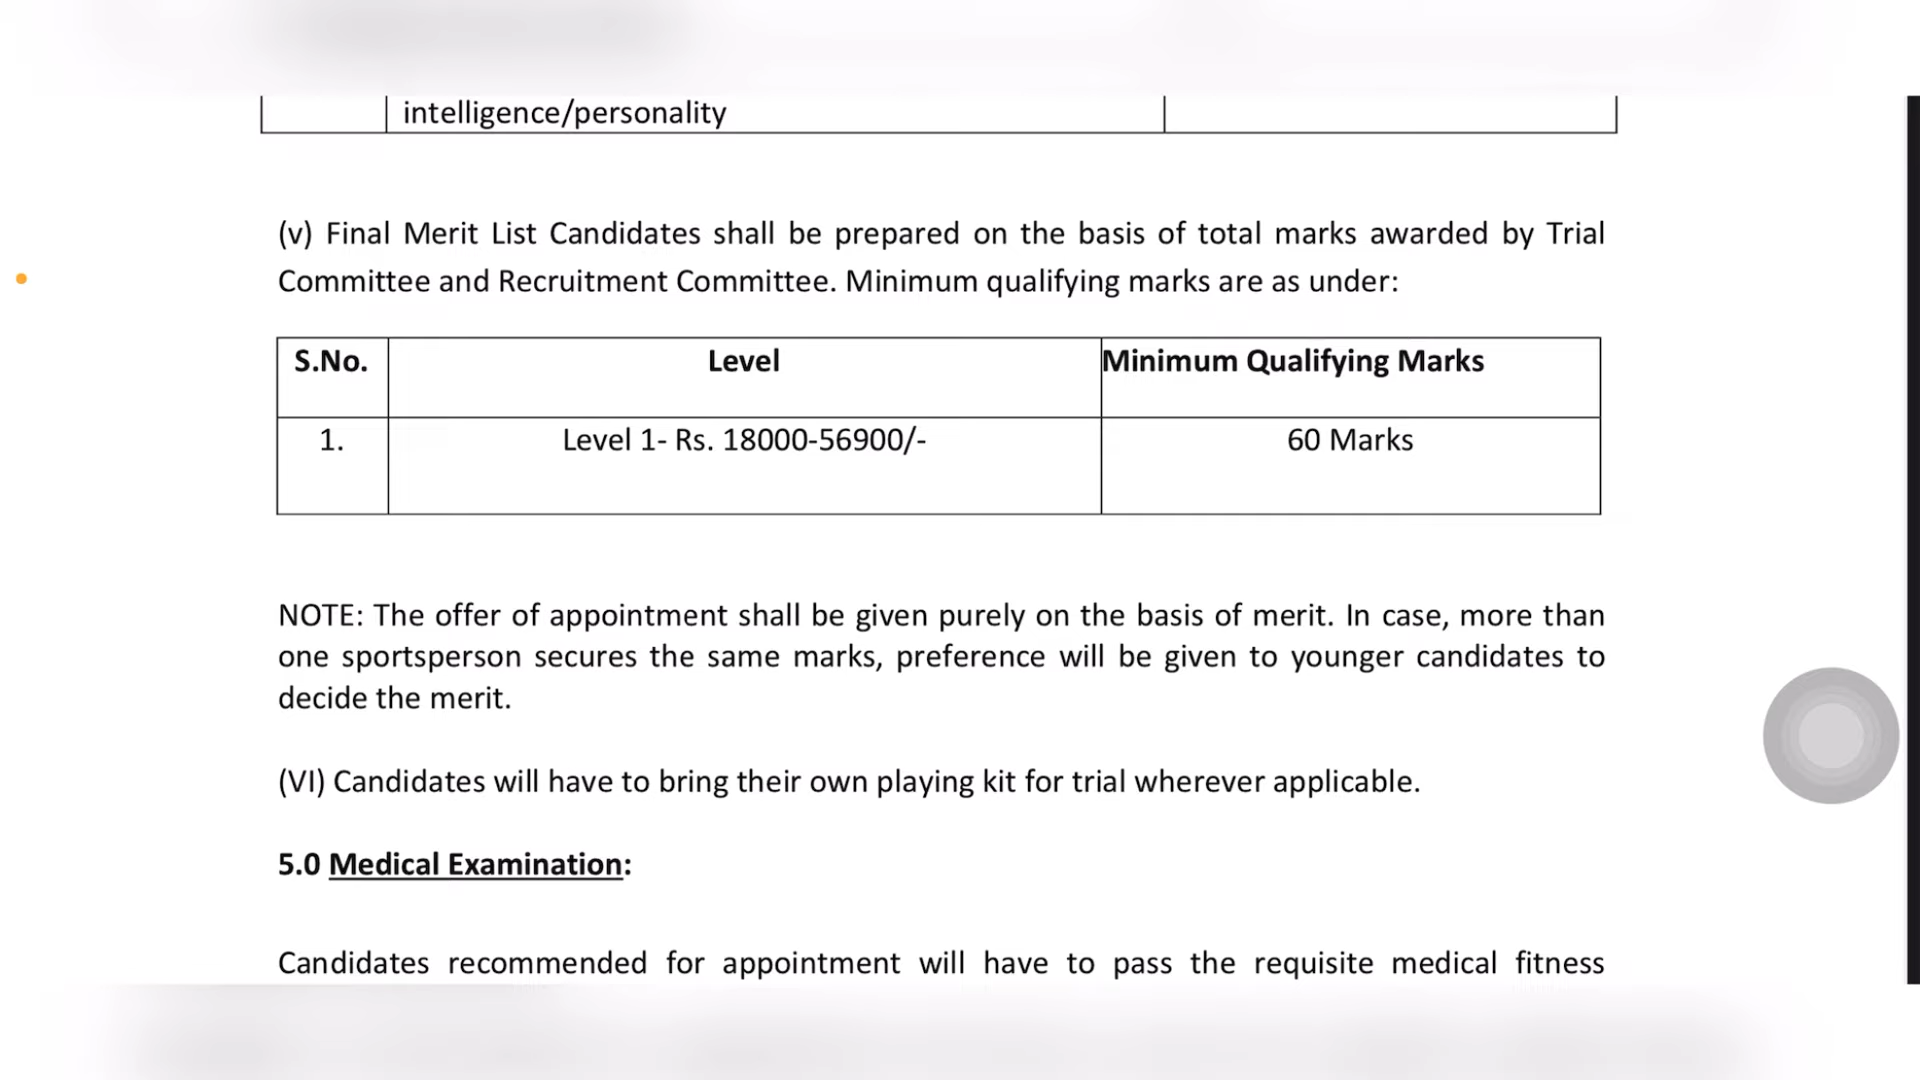 intelligence/personality
(v) Final Merit List Candidates shall be prepared on the basis of total marks awarded by Trial
Committee and Recruitment Committee. Minimum qualifying marks are as under:
S.No. Level Minimum Qualifying Marks
1. Level 1- Rs. 18000-56900/- 60 Marks
NOTE: The offer of appointment shall be given purely on the basis of merit. In case, more than
one sportsperson secures the same marks, preference will be given to younger candidates to
decide the merit.
(VI) Candidates will have to bring their own playing kit for trial wherever applicable.
5.0 Medical Examination:
Candidates recommended for appointment will have to pass the requisite medical fitness